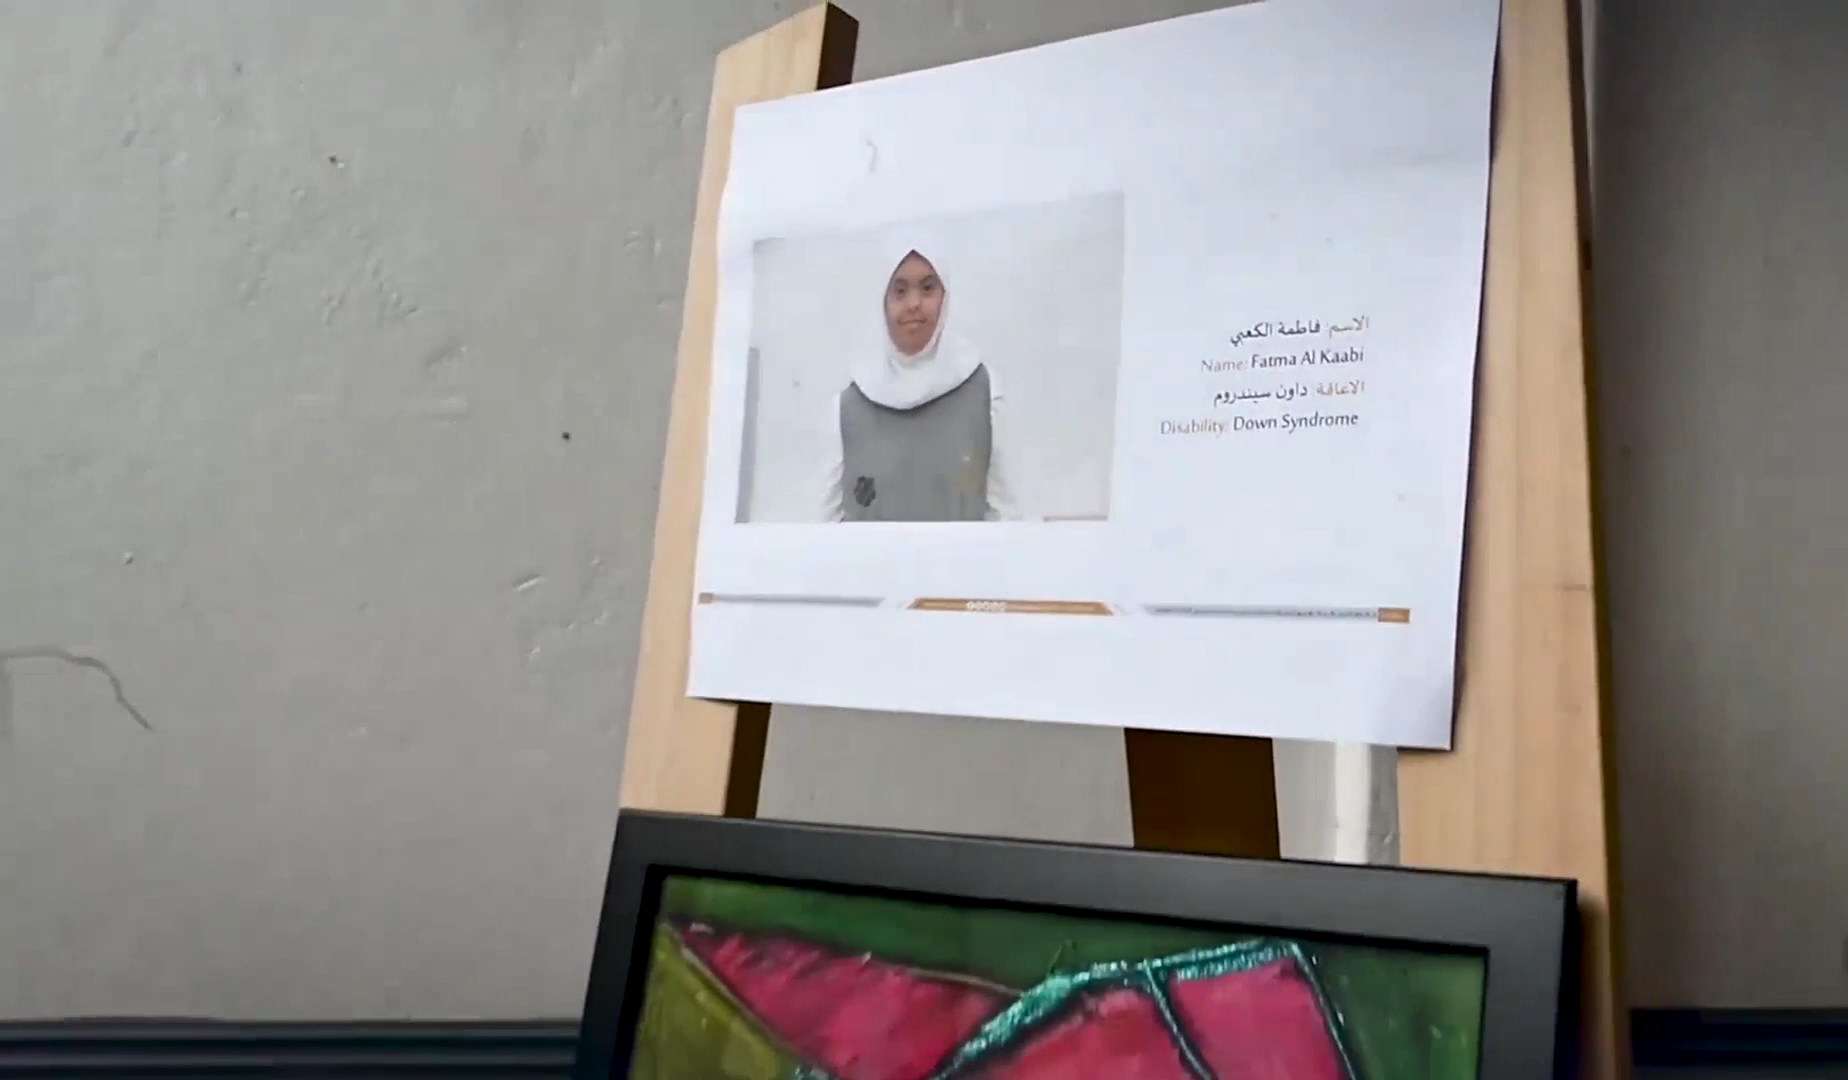 الاسم: فاطمة الكعبي
Name: Fatma Al Kaabi
الاعاقة: داون سيندروم
Disability: Down Syndrome